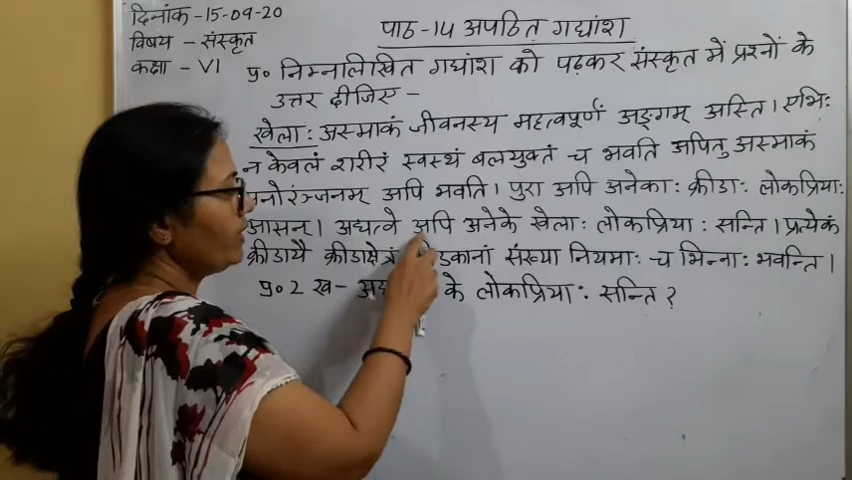 दिनांक -15-09-20
पाठ -14 अपठित गद्यांश
विषय - संस्कृत
कक्षा - VI
प्र० निम्नलिखित गद्यांश को पढ़कर संस्कृत में प्रश्नों के
उत्तर दीजिए -
खेला: अस्माकं जीवनस्य महत्वपूर्णं अङ्गम् अस्ति। एभिः
न केवलं शरीरं स्वस्थं बलयुक्तं च भवति अपितु अस्माकं
मनोरंञ्जनम् अपि भवति। पुरा अपि अनेकाः क्रीडाः लोकप्रियाः
आसन्। अद्यत्वे अपि अनेके खेलाः लोकप्रियाः सन्ति। प्रत्येकं
क्रीडायै क्रीडाक्षेत्रं संख्या नियमाः च भिन्नाः भवन्ति।
प्र० 2 ख- के लोकप्रियाः सन्ति?